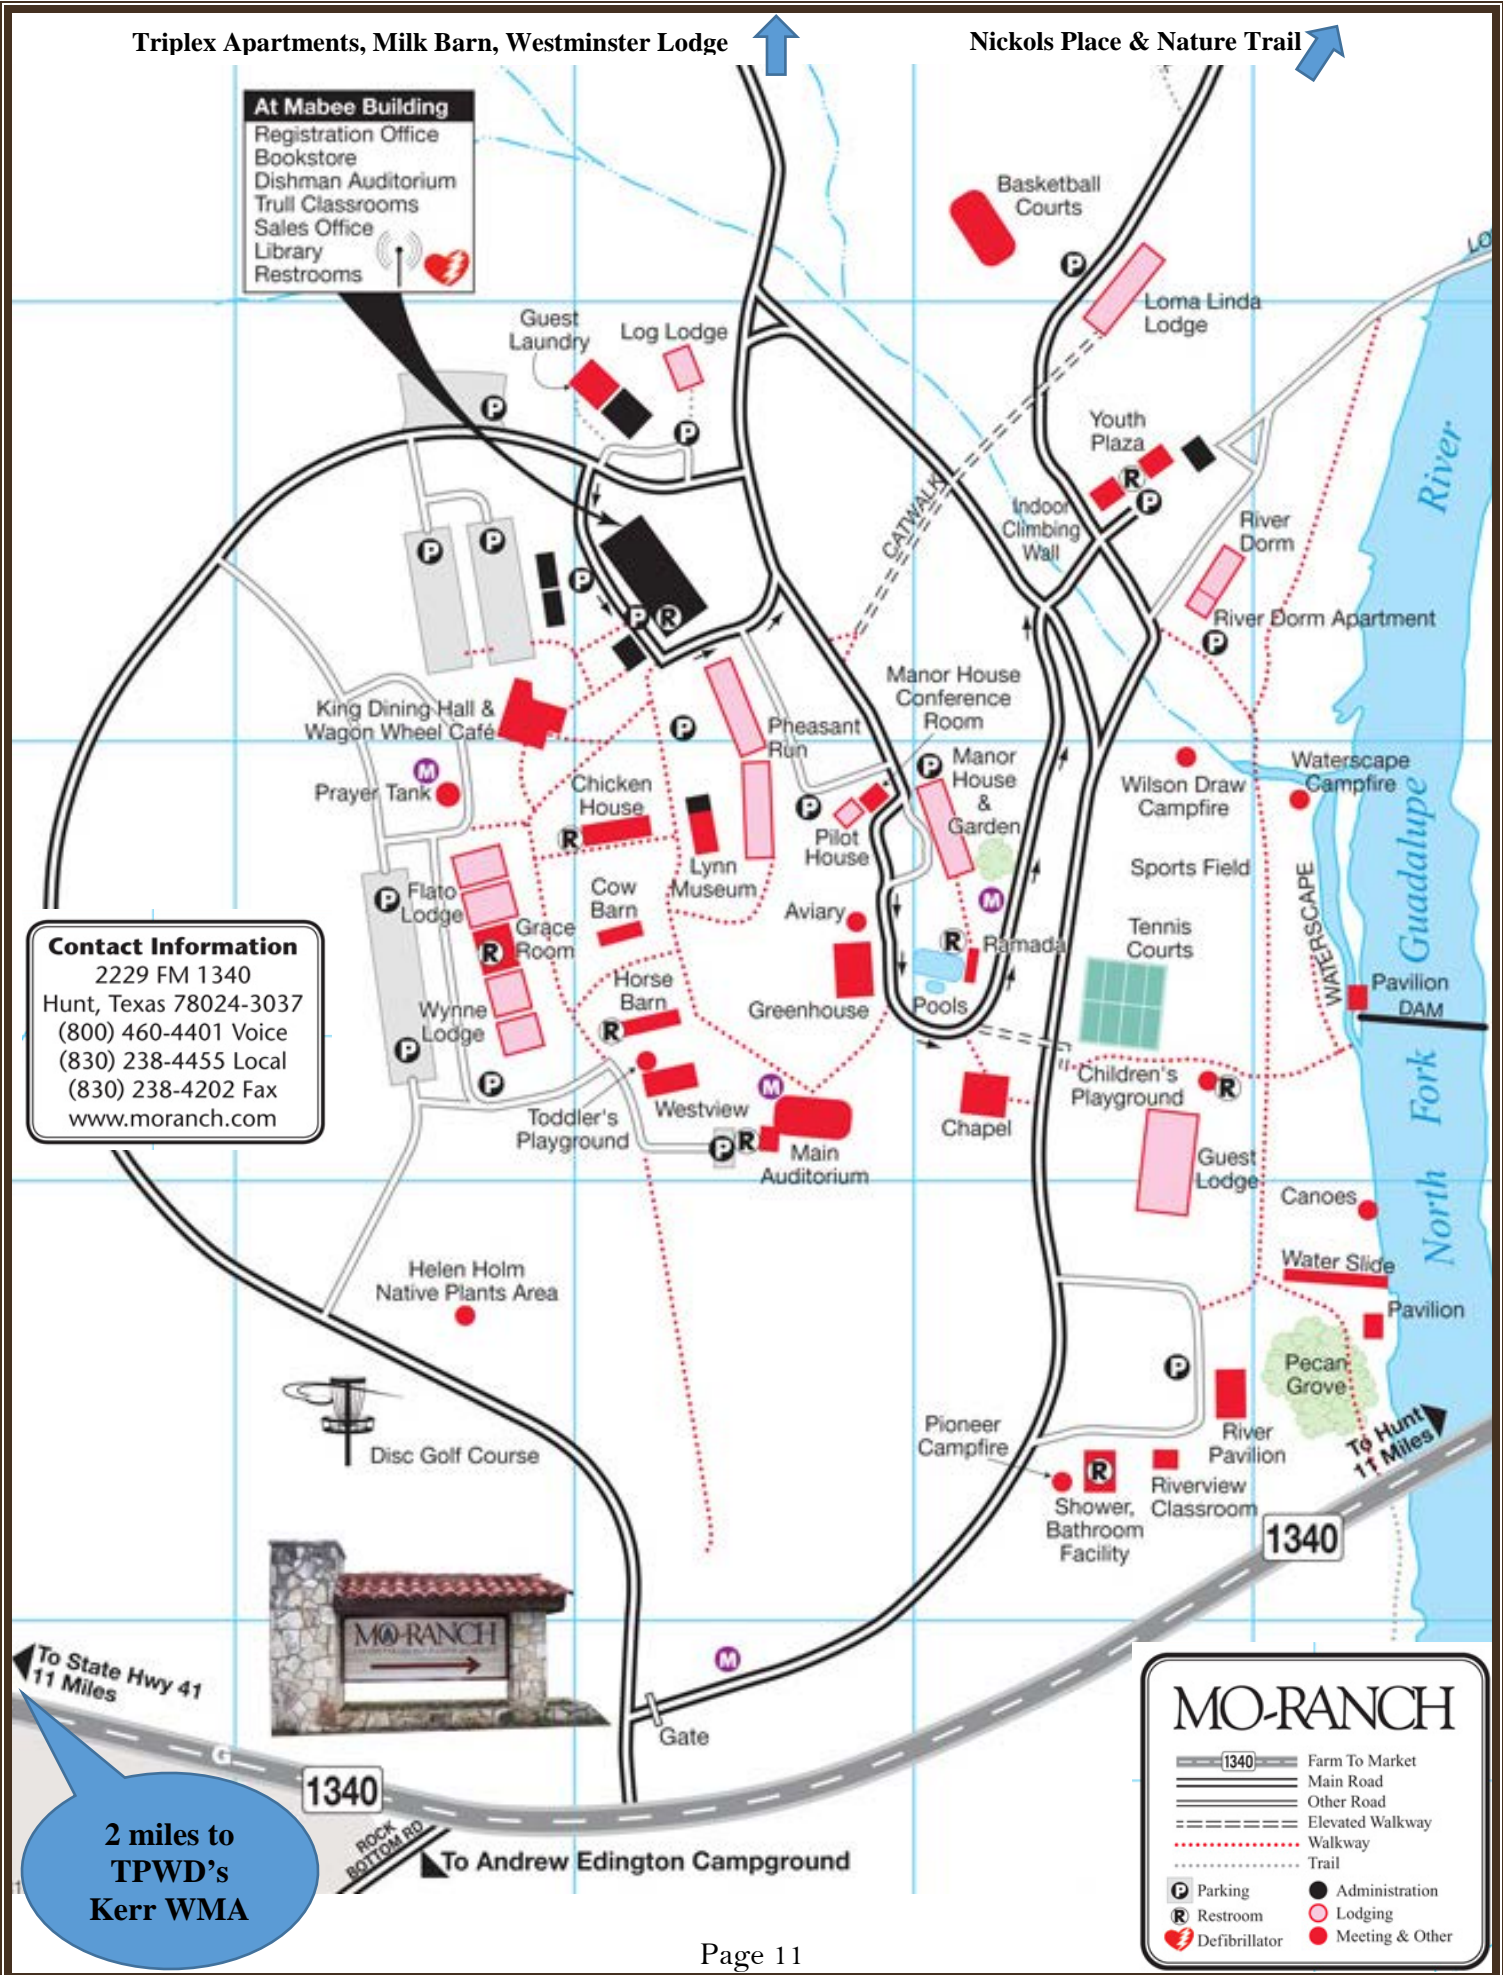 Triplex Apartments, Milk Barn, Westminster Lodge
Nickols Place & Nature Trail
At Mabee Building
Registration Office
Bookstore
Dishman Auditorium
Trull Classrooms
Sales Office
Library
Restrooms
Basketball
Courts
P
Loma Linda
Lodge
Guest
Laundry
Log Lodge
P
P
Youth
Plaza
R
P
CATWALK
Indoor
Climbing
Wall
River
Dorm
River Dorm Apartment
P
River
P
P
P
P
R
Manor House
Conference
Room
King Dining Hall &
Wagon Wheel Café
P
Pheasant
Run
P
Manor
House
&
Garden
M
Prayer Tank
Chicken
House
R
P
Pilot
House
Wilson Draw
Campfire
Waterscape
Campfire
Lynn
Museum
Sports Field
WATERSCAPE
Guadalupe
P
Flato
Lodge
Cow
Barn
Aviary
M
Grace
Room
R
R
Ramada
Tennis
Courts
Contact Information
2229 FM 1340
Hunt, Texas 78024-3037
(800) 460-4401 Voice
(830) 238-4455 Local
(830) 238-4202 Fax
www.moranch.com
Horse
Barn
R
Wynne
Lodge
Greenhouse
Pools
Pavilion
DAM
P
P
Fork
Toddler's
Playground
Westview
M
P
R
Main
Auditorium
Chapel
Children's
Playground
R
Guest
Lodge
Canoes
North
Water Slide
Pavilion
Helen Holm
Native Plants Area
Disc Golf Course
P
Pecan
Grove
River
Pavilion
To Hunt
11 Miles
Pioneer
Campfire
R
Shower,
Bathroom
Facility
Riverview
Classroom
1340
MO-RANCH
M
Gate
To State Hwy 41
11 Miles
G
1340
2 miles to
TPWD's
Kerr WMA
ROCK
BOTTOM RD
To Andrew Edington Campground
MO-RANCH
1340 Farm To Market
Main Road
Other Road
Elevated Walkway
Walkway
Trail
P Parking
Administration
R Restroom
Lodging
Defibrillator
Meeting & Other
Page 11